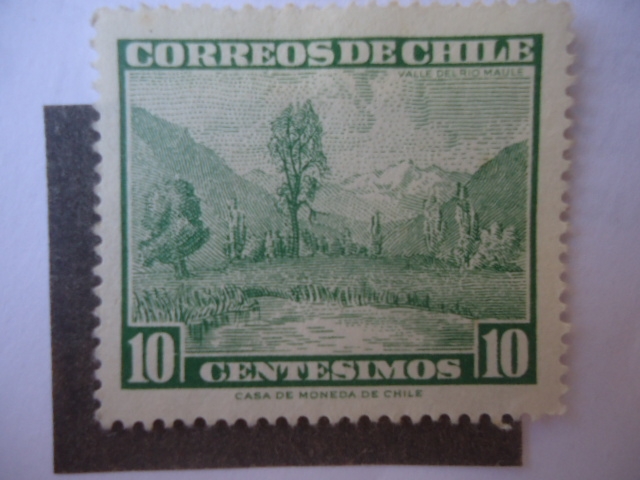 CORREOS DE CHILE
VALLE DEL RIO MAULE
10 CENTESIMOS 10
CASA DE MONEDA DE CHILE